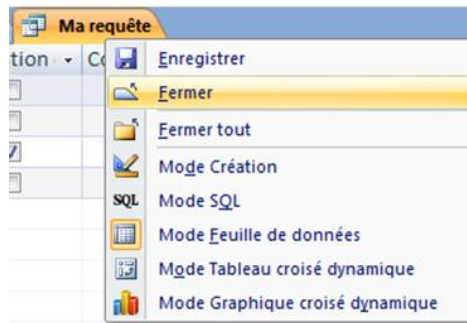 Ma requête
tion Co
Enregistrer
Fermer
Fermer tout
Mode Création
SQL Mode SQL
Mode Feuille de données
Mode Tableau croisé dynamique
Mode Graphique croisé dynamique